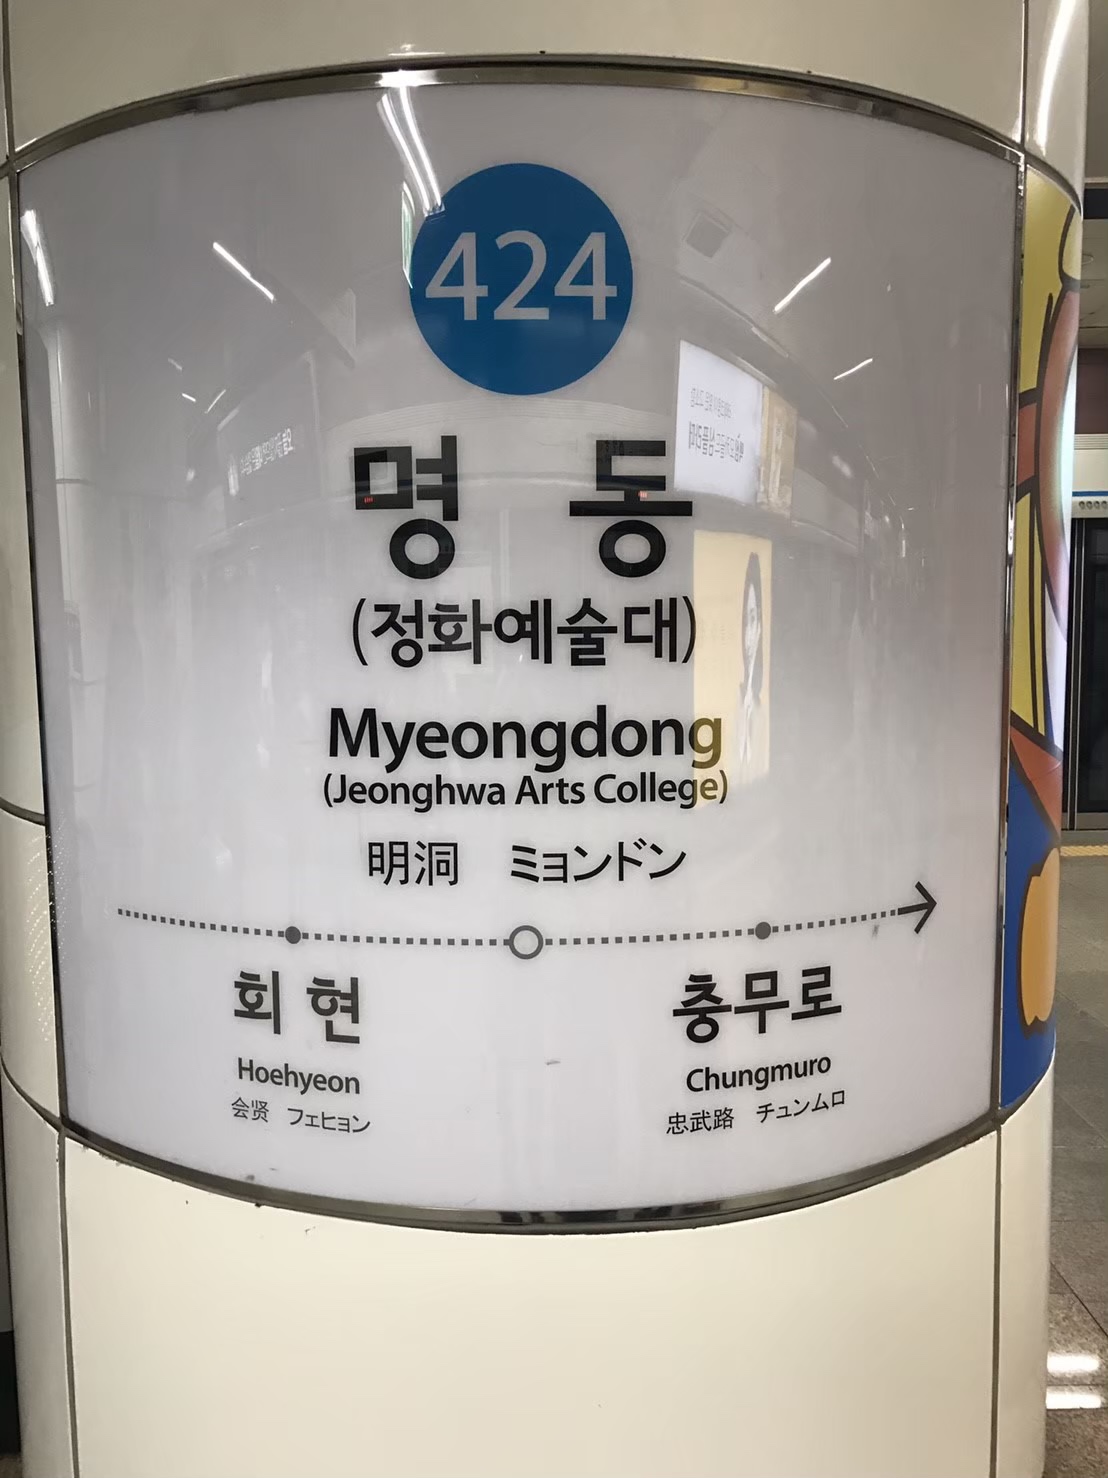 424
명 동
(정화예술대)
Myeongdong
(Jeonghwa Arts College)
明洞 ミョンドン
회 현
Hoehyeon
会贤 フェヒョン
충무로
Chungmuro
忠武路 チュンムロ